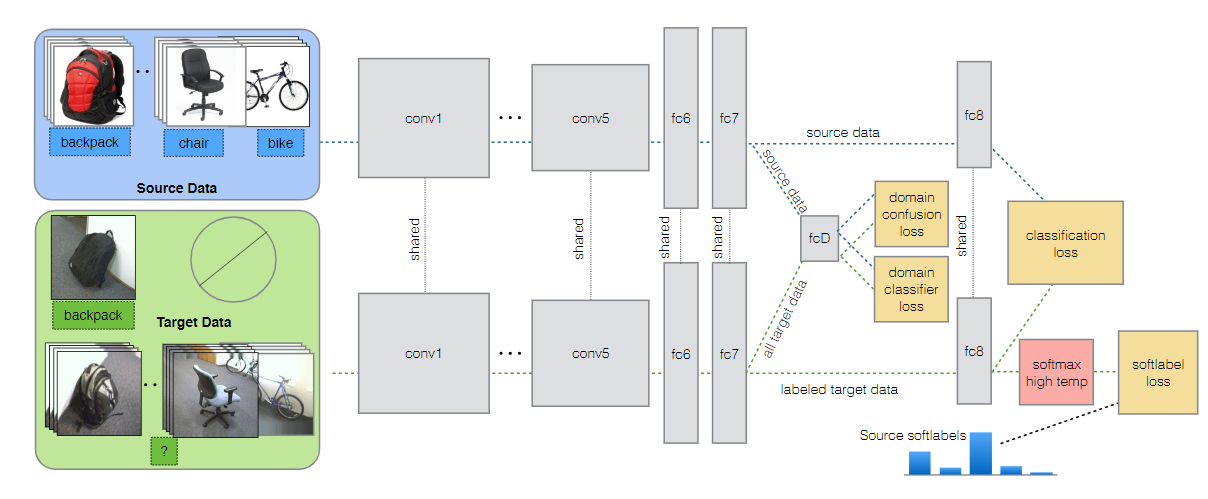 backpack
chair
bike
Source Data
backpack
Target Data
?
conv1
conv5
fc6
fc7
shared
shared
shared
shared
conv1
conv5
fc6
fc7
source data
source data
all target data
labeled target data
fcD
domain
confusion
loss
domain
classifier
loss
fc8
shared
fc8
classification
loss
softmax
high temp
softlabel
loss
Source softlabels